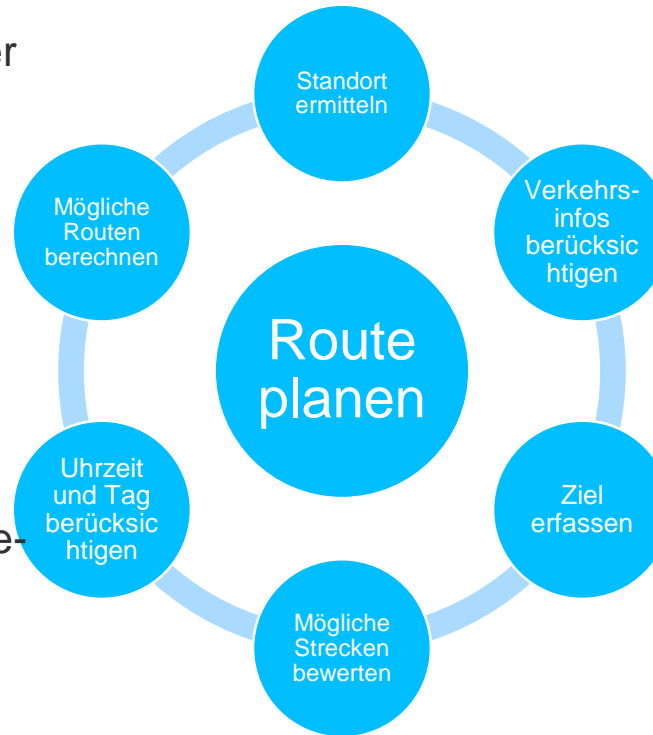 er
Standort
ermitteln
Verkehrs-
infos
berücksic
htigen
Ziel
erfassen
Mögliche
Strecken
bewerten
Uhrzeit
und Tag
berücksic
htigen
e-
Mögliche
Routen
berechnen
Route
planen